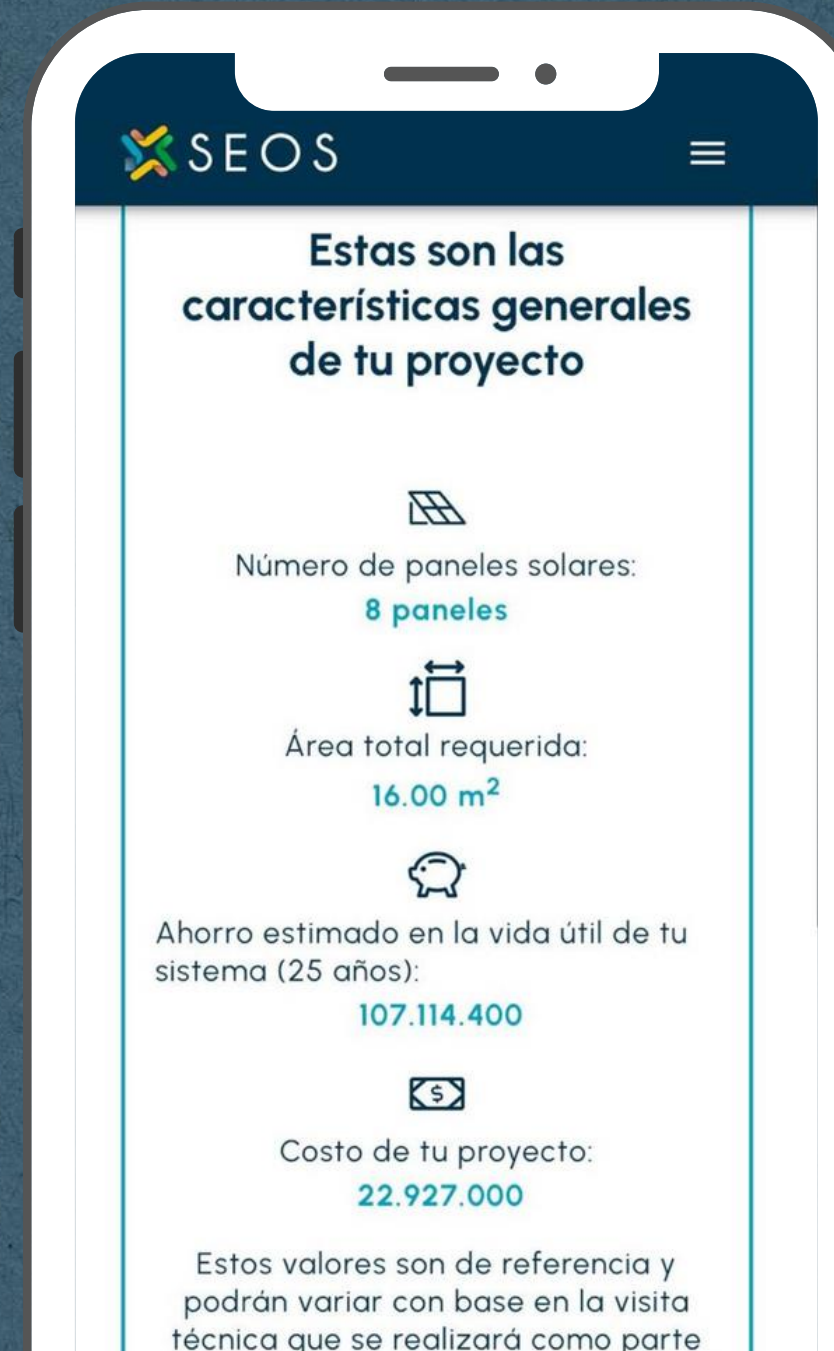 SEOS
Estas son las
características generales
de tu proyecto
Número de paneles solares:
8 paneles
Área total requerida:
16.00 m²
Ahorro estimado en la vida útil de tu
sistema (25 años):
107.114.400
$
Costo de tu proyecto:
22.927.000
Estos valores son de referencia y
podrán variar con base en la visita
técnica que se realizará como parte